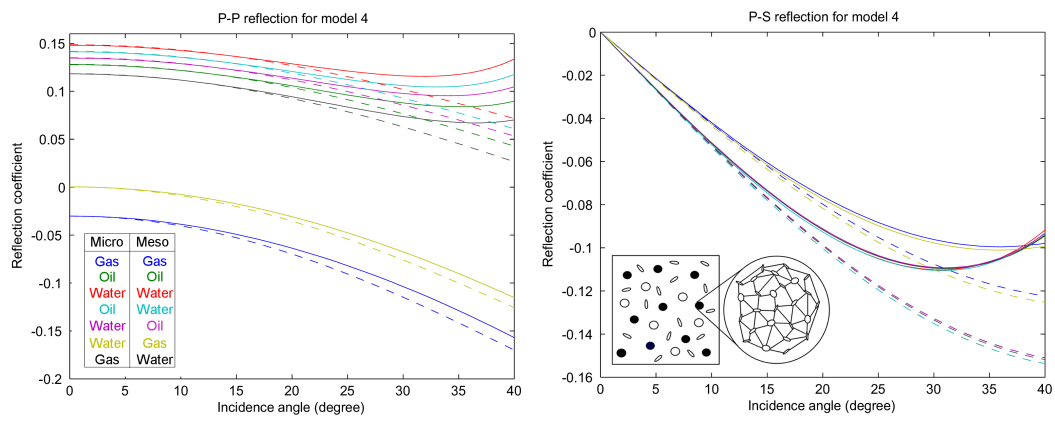 P-P reflection for model 4
Reflection coefficient
0.15
0.1
0.05
0
-0.05
-0.1
-0.15
-0.2
0 5 10 15 20 25 30 35 40
Incidence angle (degree)
Micro Meso
Gas Gas
Oil Oil
Water Water
Oil Water
Water Oil
Water Gas
Gas Water
P-S reflection for model 4
Reflection coefficient
0
-0.02
-0.04
-0.06
-0.08
-0.1
-0.12
-0.14
-0.16
0 5 10 15 20 25 30 35 40
Incidence angle (degree)